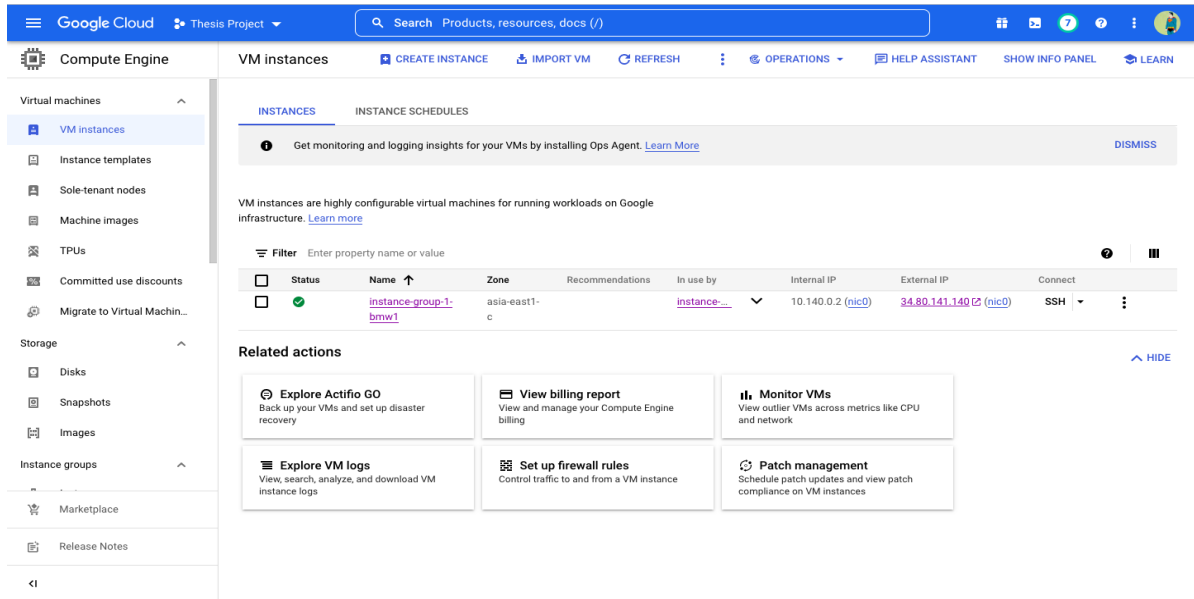 Google Cloud
Thesis Project
Search Products, resources, docs (/)
7
Compute Engine
Virtual machines
VM instances
Instance templates
Sole-tenant nodes
Machine images
TPUs
Committed use discounts
Migrate to Virtual Machin...
Storage
Disks
Snapshots
Images
Instance groups
Marketplace
Release Notes
VM instances
CREATE INSTANCE
IMPORT VM
REFRESH
OPERATIONS
HELP ASSISTANT
SHOW INFO PANEL
LEARN
INSTANCES INSTANCE SCHEDULES
Get monitoring and logging insights for your VMs by installing Ops Agent. Learn More
DISMISS
VM instances are highly configurable virtual machines for running workloads on Google
infrastructure. Learn more
Filter Enter property name or value
Status Name Zone Recommendations In use by Internal IP External IP Connect
instance-group-1- asia-east1- instance-... 10.140.0.2 (nic0) 34.80.141.140 (nic0) SSH
bmw1 c
Related actions
HIDE
Explore Actifio GO
Back up your VMs and set up disaster
recovery
View billing report
View and manage your Compute Engine
billing
Monitor VMs
View outlier VMs across metrics like CPU
and network
Explore VM logs
View, search, analyze, and download VM
instance logs
Set up firewall rules
Control traffic to and from a VM instance
Patch management
Schedule patch updates and view patch
compliance on VM instances